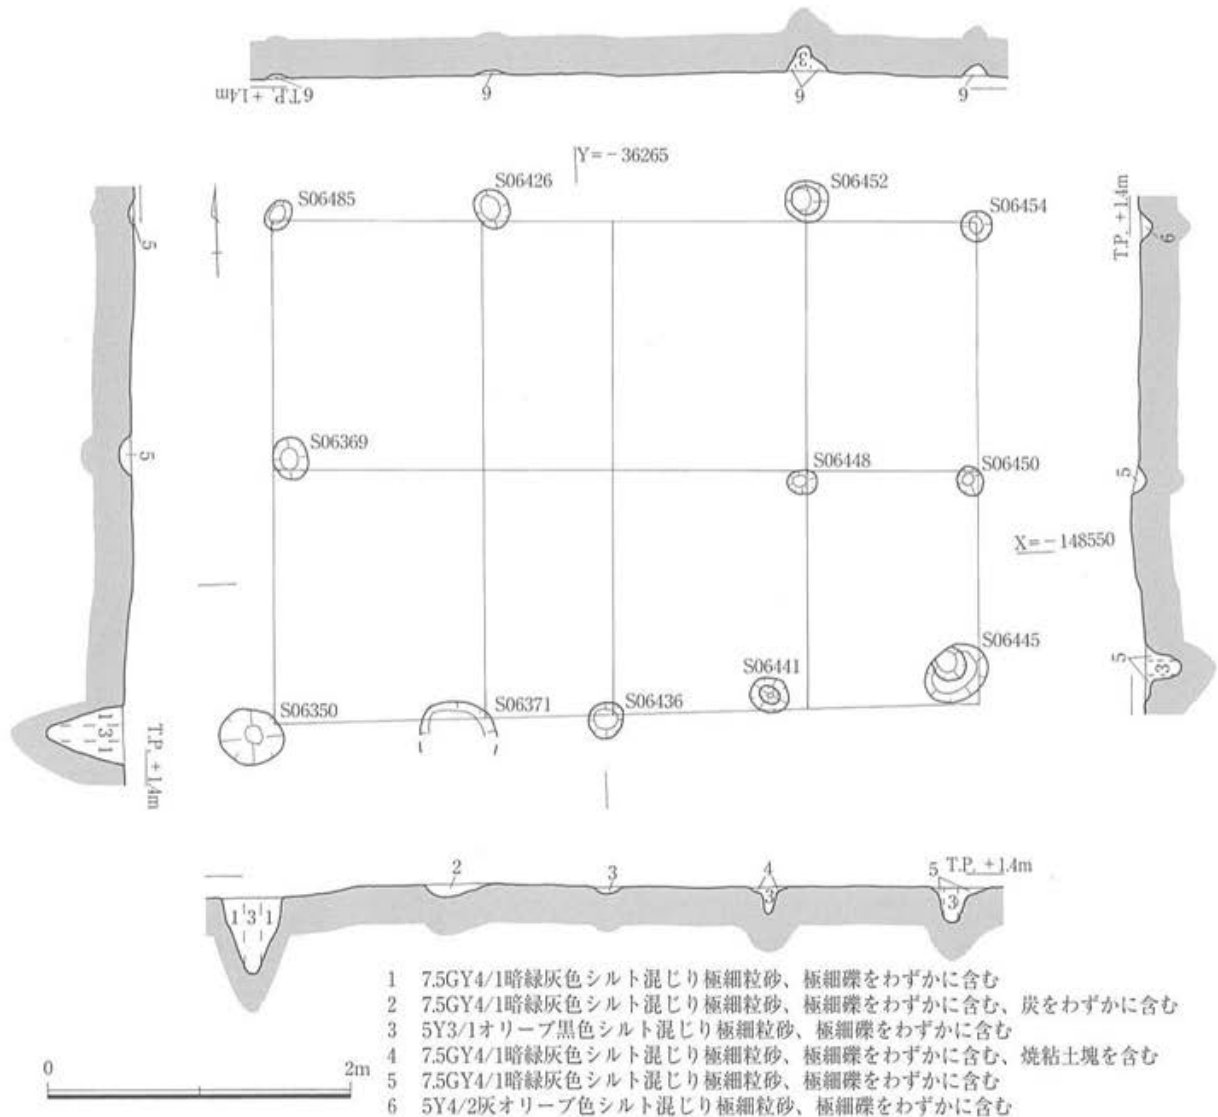 3
6 T.P. +1.4m
6
6
6
Y=－36265
S06485
S06426
S06452
S06454
5
T.P. +1.4m
6
S06369
S06448
S06450
5
5
X=－148550
S06350
S06371
S06436
S06441
S06445
5
3
1
3
1
T.P. +1.4m
2
3
4
5
T.P. +1.4m
1 3 1
3
3
1 7.5GY4/1暗緑灰色シルト混じり極細粒砂、極細礫をわずかに含む
2 7.5GY4/1暗緑灰色シルト混じり極細粒砂、極細礫をわずかに含む、炭をわずかに含む
3 5Y3/1オリーブ黒色シルト混じり極細粒砂、極細礫をわずかに含む
4 7.5GY4/1暗緑灰色シルト混じり極細粒砂、極細礫をわずかに含む、焼粘土塊を含む
5 7.5GY4/1暗緑灰色シルト混じり極細粒砂、極細礫をわずかに含む
6 5Y4/2灰オリーブ色シルト混じり極細粒砂、極細礫をわずかに含む
0
2m